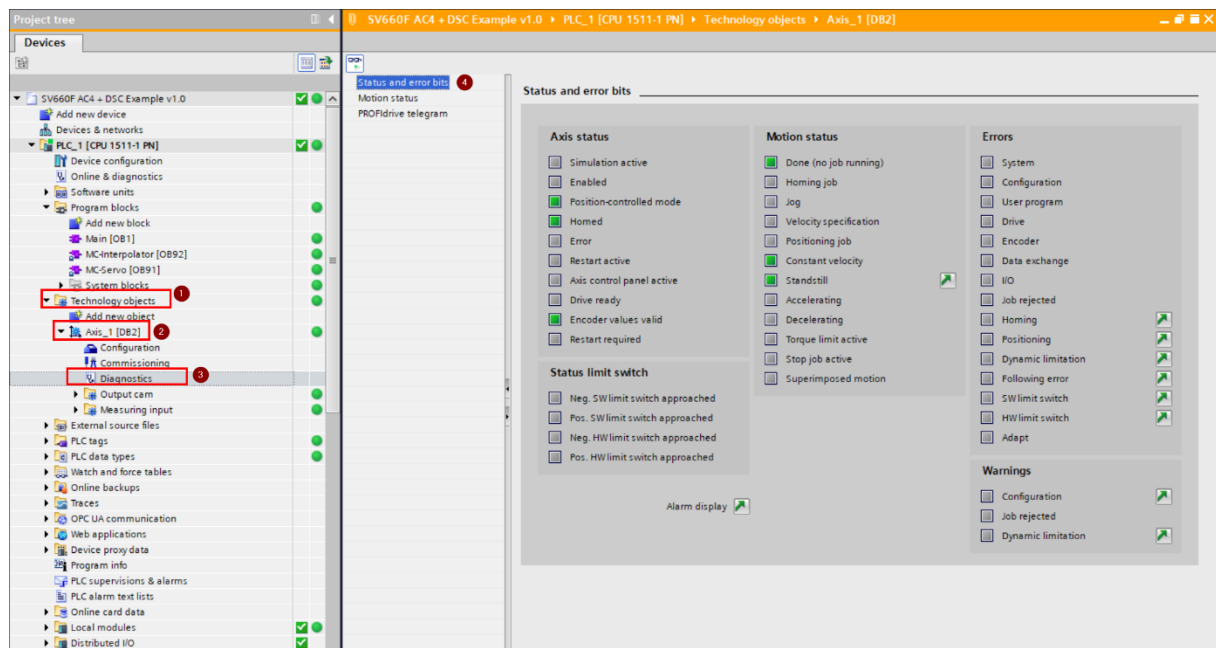 Project tree
SV660F AC4 + DSC Example v1.0 ▸ PLC_1 [CPU 1511-1 PN] ▸ Technology objects ▸ Axis_1 [DB2]
Devices
SV660F AC4 + DSC Example v1.0
Add new device
Devices & networks
PLC_1 [CPU 1511-1 PN]
Device configuration
Online & diagnostics
Software units
Program blocks
Add new block
Main [OB1]
MC-Interpolator [OB92]
MC-Servo [OB91]
System blocks
Technology objects
1
Add new object
Axis_1 [DB2]
2
Configuration
Commissioning
Diagnostics
3
Output cam
Measuring input
External source files
PLC tags
PLC data types
Watch and force tables
Online backups
Traces
OPC UA communication
Web applications
Device proxy data
Program info
PLC supervisions & alarms
PLC alarm text lists
Online card data
Local modules
Distributed I/O
Status and error bits
4
Motion status
PROFIdrive telegram
Status and error bits
Axis status
Simulation active
Enabled
Position-controlled mode
Homed
Error
Restart active
Axis control panel active
Drive ready
Encoder values valid
Restart required
Status limit switch
Neg. SW limit switch approached
Pos. SW limit switch approached
Neg. HW limit switch approached
Pos. HW limit switch approached
Motion status
Done (no job running)
Homing job
Jog
Velocity specification
Positioning job
Constant velocity
Standstill
Accelerating
Decelerating
Torque limit active
Stop job active
Superimposed motion
Alarm display
Errors
System
Configuration
User program
Drive
Encoder
Data exchange
I/O
Job rejected
Homing
Positioning
Dynamic limitation
Following error
SW limit switch
HW limit switch
Adapt
Warnings
Configuration
Job rejected
Dynamic limitation